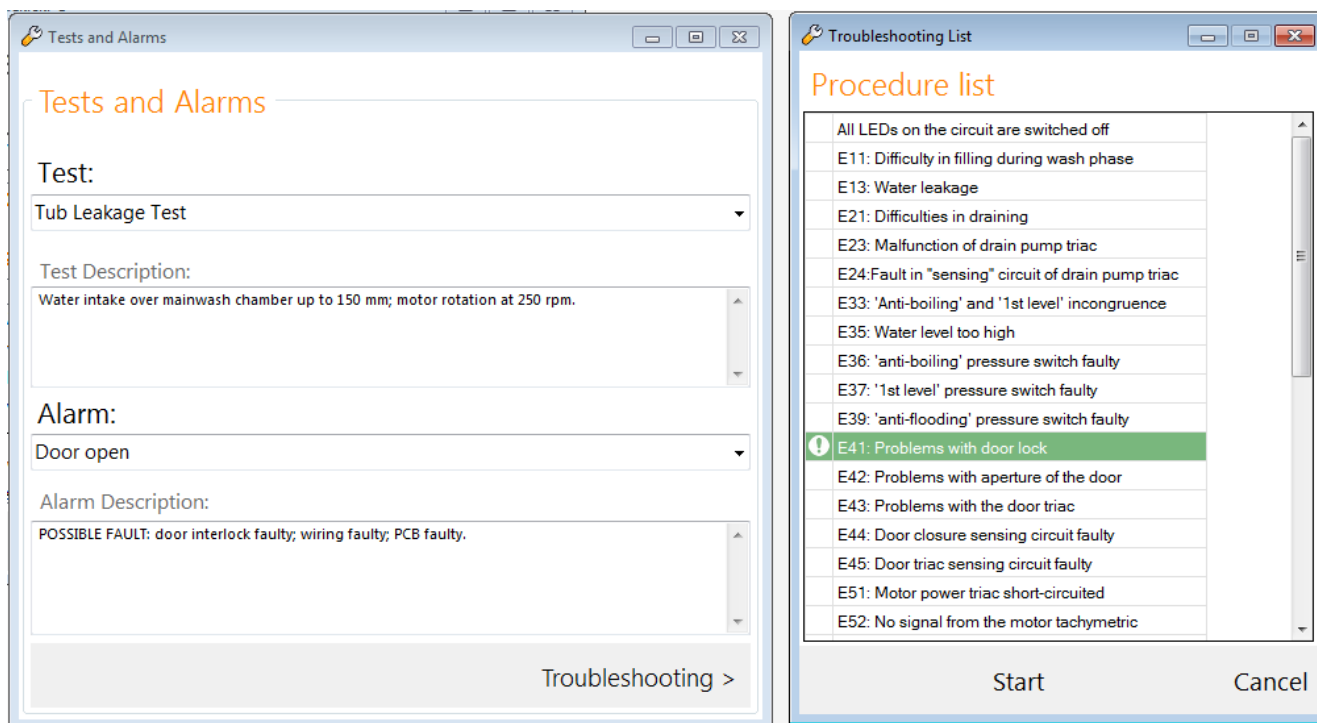 Tests and Alarms
Tests and Alarms
Test:
Tub Leakage Test
Test Description:
Water intake over mainwash chamber up to 150 mm; motor rotation at 250 rpm.
Alarm:
Door open
Alarm Description:
POSSIBLE FAULT: door interlock faulty; wiring faulty; PCB faulty.
Troubleshooting >
Troubleshooting List
Procedure list
All LEDs on the circuit are switched off
E11: Difficulty in filling during wash phase
E13: Water leakage
E21: Difficulties in draining
E23: Malfunction of drain pump triac
E24:Fault in "sensing" circuit of drain pump triac
E33: 'Anti-boiling' and '1st level' incongruence
E35: Water level too high
E36: 'anti-boiling' pressure switch faulty
E37: '1st level' pressure switch faulty
E39: 'anti-flooding' pressure switch faulty
E41: Problems with door lock
E42: Problems with aperture of the door
E43: Problems with the door triac
E44: Door closure sensing circuit faulty
E45: Door triac sensing circuit faulty
E51: Motor power triac short-circuited
E52: No signal from the motor tachymetric
Start
Cancel